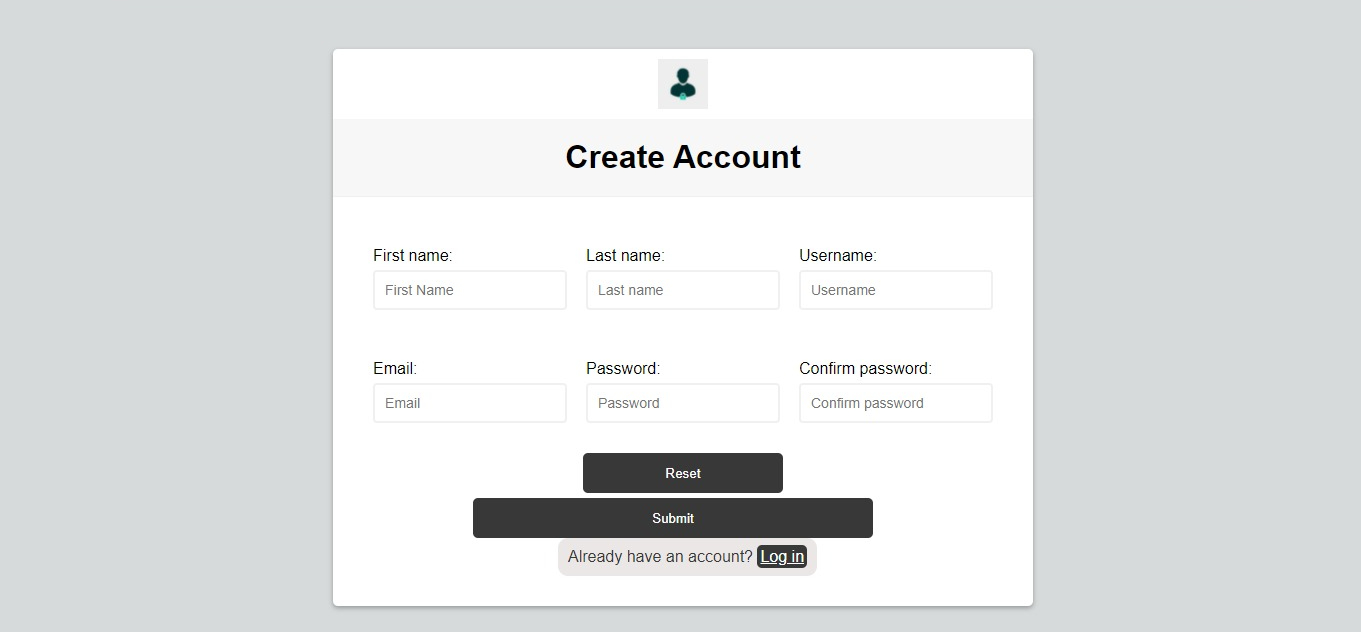 Create Account
First name: Last name: Username:
First Name Last name Username
Email: Password: Confirm password:
Email Password Confirm password
Reset
Submit
Already have an account? Log in